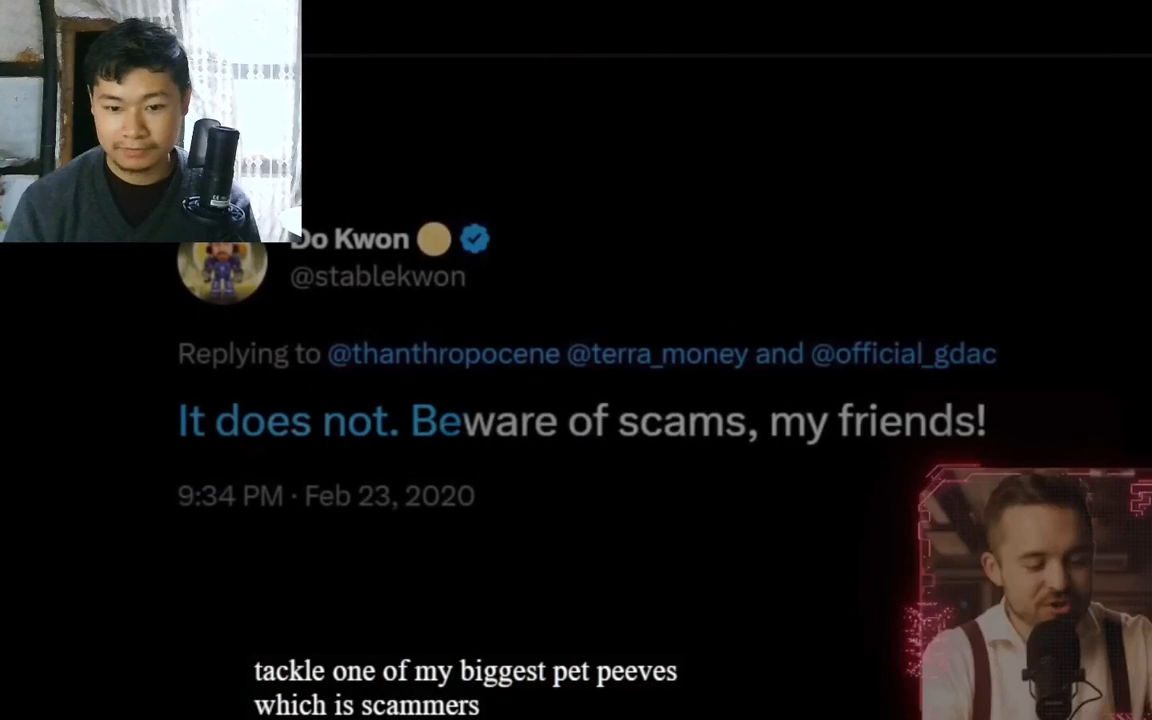 Do Kwon
@stablekwon
Replying to @thanthropocene @terra_money and @official_gdac
It does not. Beware of scams, my friends!
9:34 PM · Feb 23, 2020
tackle one of my biggest pet peeves
which is scammers